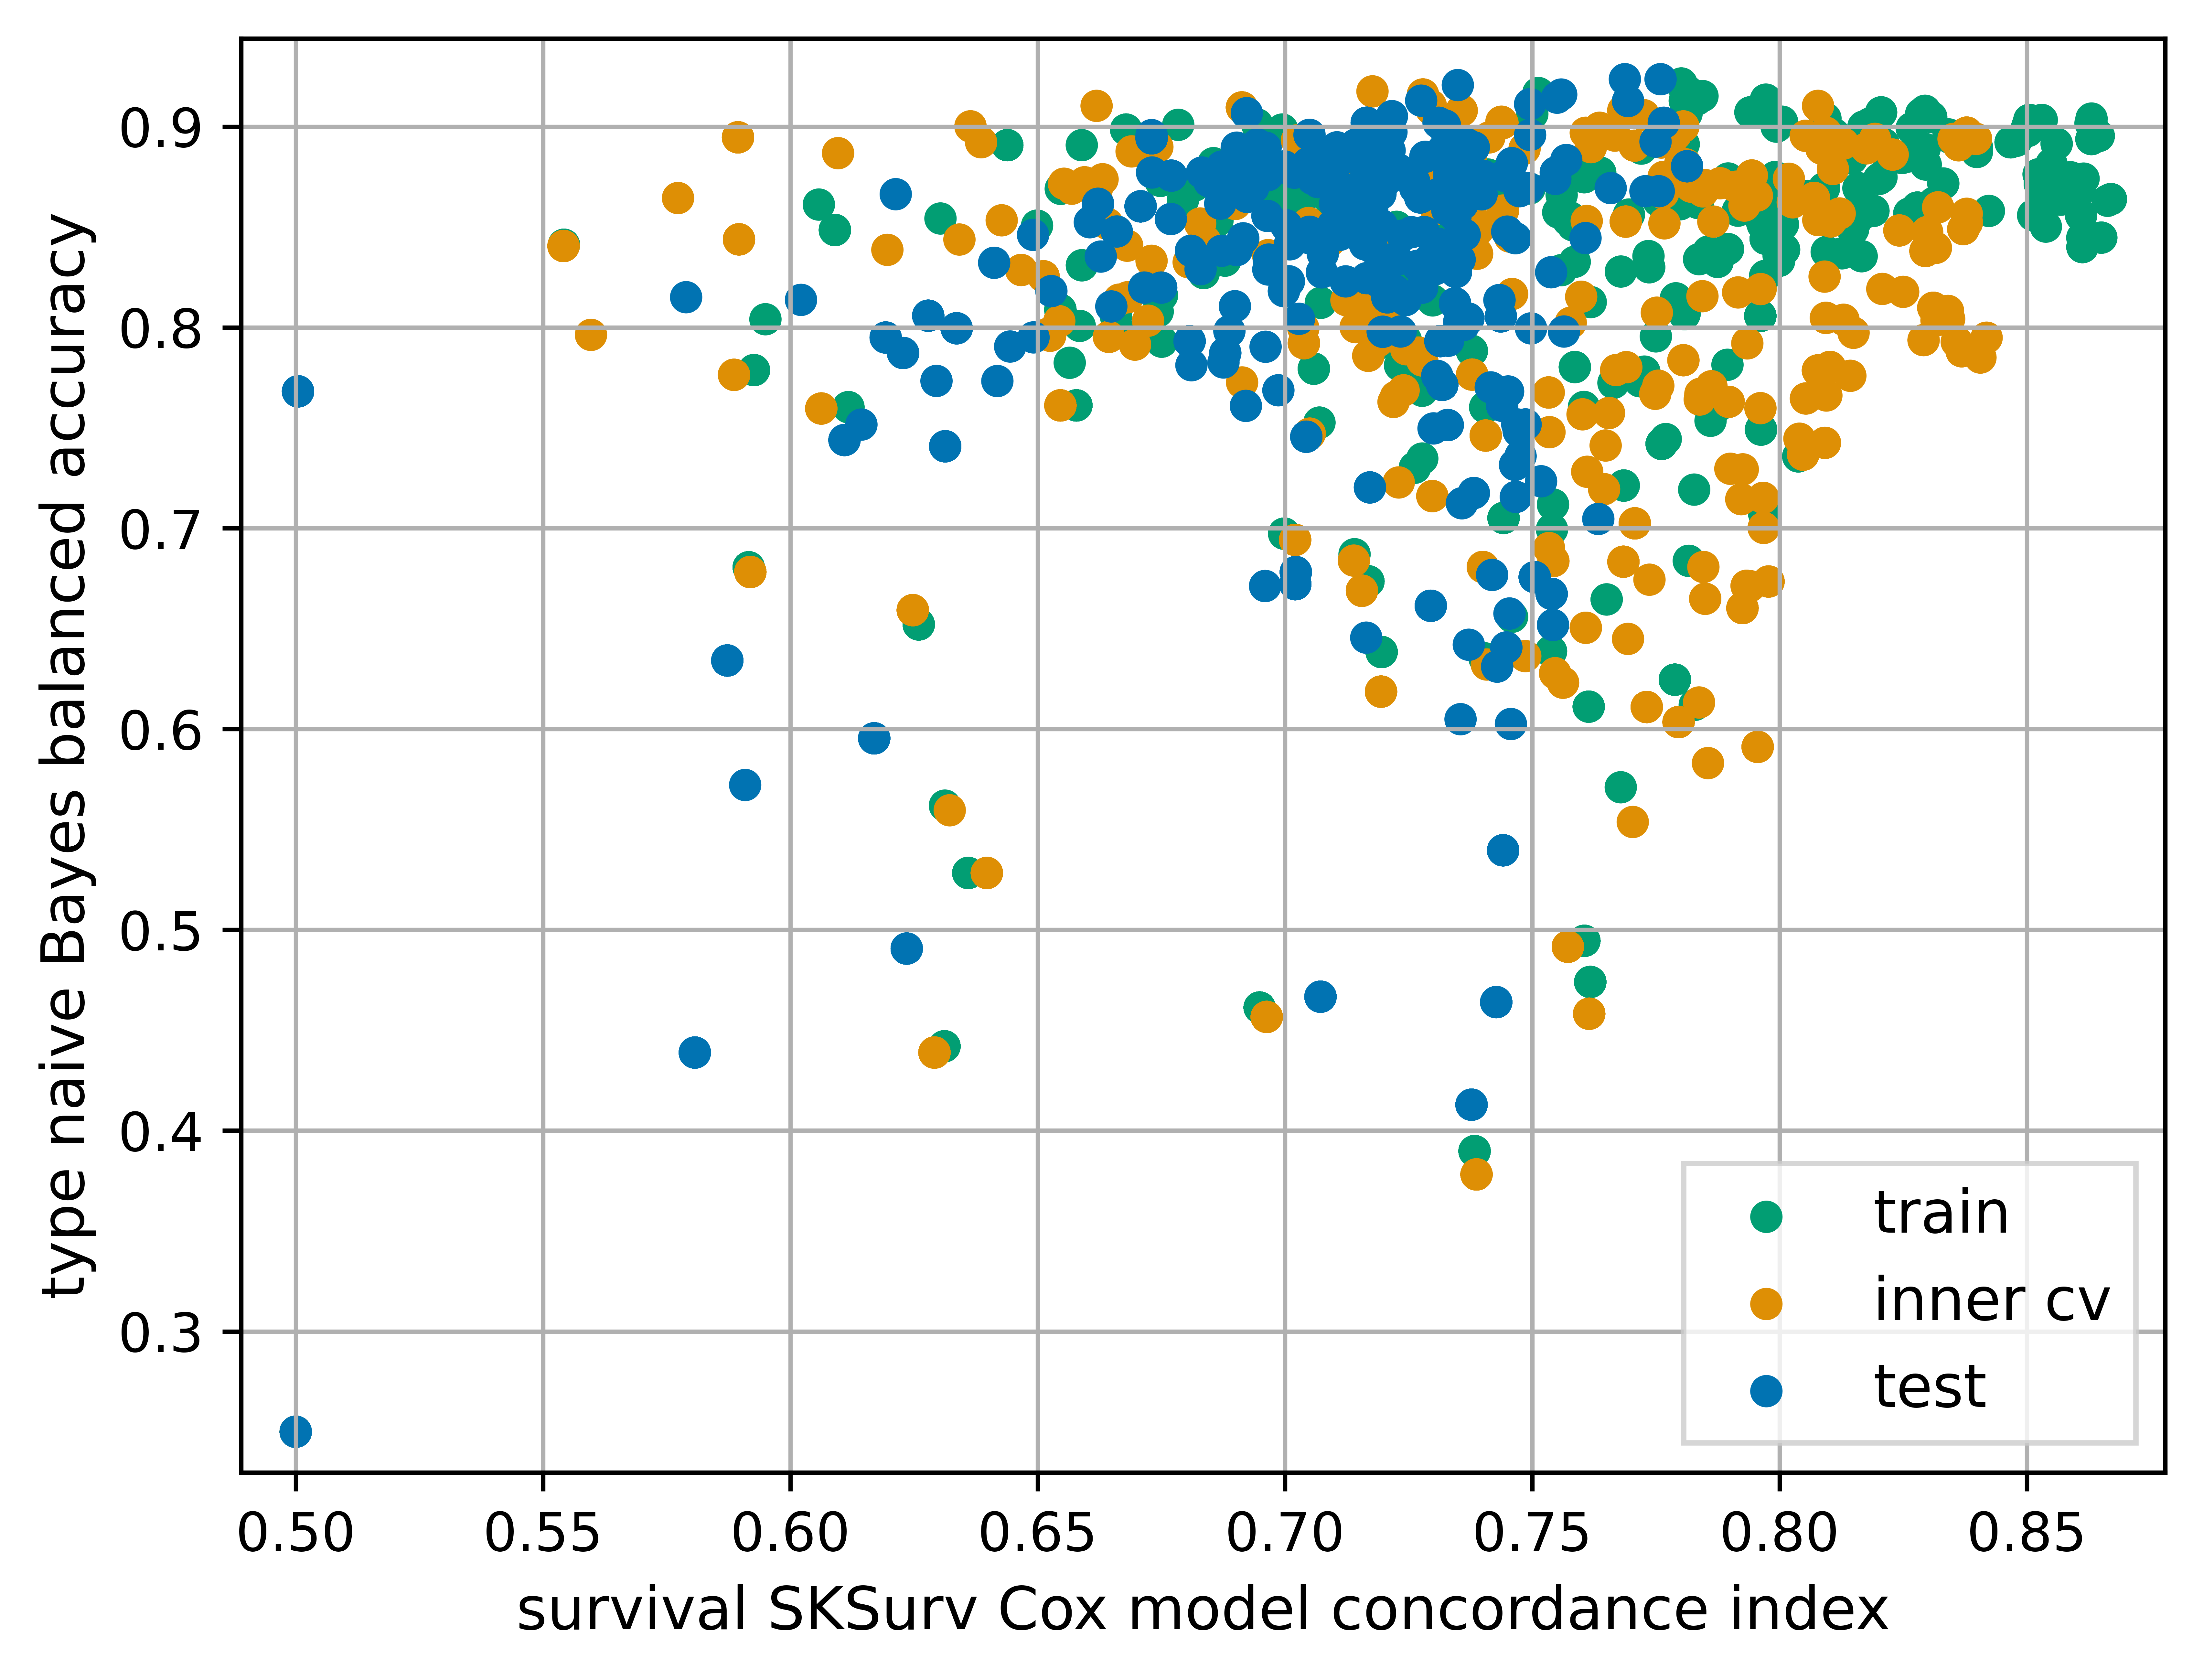 type naive Bayes balanced accuracy
0.9
0.8
0.7
0.6
0.5
0.4
0.3
train
inner cv
test
0.50 0.55 0.60 0.65 0.70 0.75 0.80 0.85
survival SKSurv Cox model concordance index